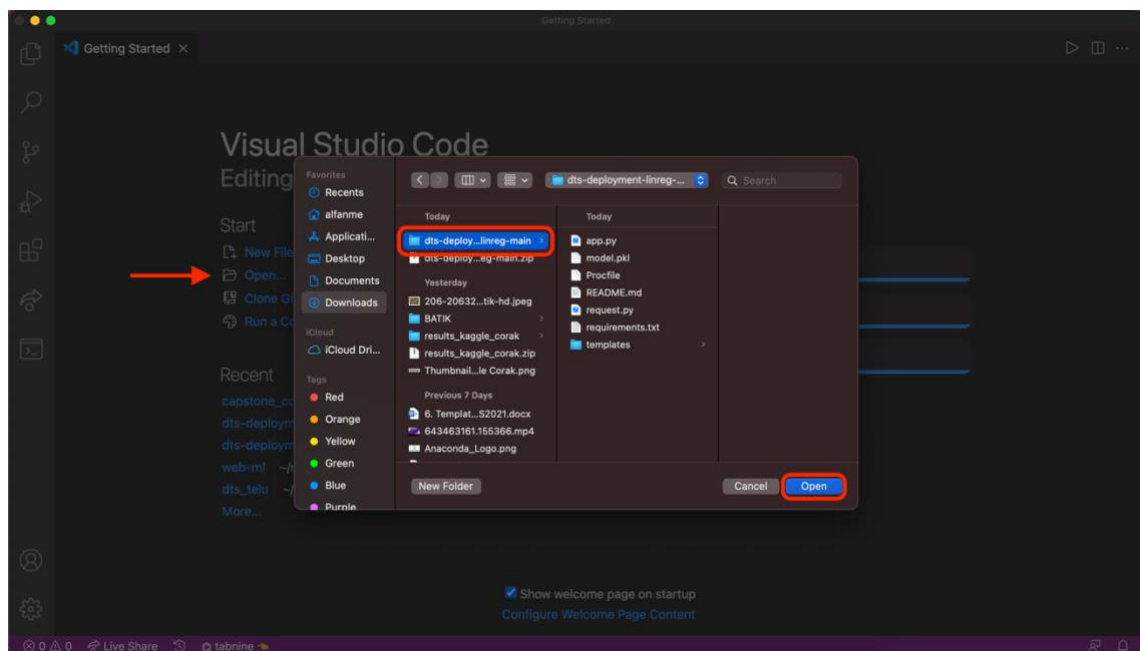 Getting Started
Getting Started
Visual Studio Code
Editing
Start
New File
Open...
Clone Gi
Run a Co
Recent
capstone_co
dts-deploym
dts-deploym
web-ml ~/
dts_telu ~/
More...
Favorites
Recents
alfanme
Applicati...
Desktop
Documents
Downloads
iCloud
iCloud Dri...
Tags
Red
Orange
Yellow
Green
Blue
Purple
dts-deployment-linreg-...
Search
Today
dts-deploy...linreg-main
dts-deploy...eg-main.zip
Yesterday
206-20632...tik-hd.jpeg
BATIK
results_kaggle_corak
results_kaggle_corak.zip
Thumbnail...le Corak.png
Previous 7 Days
6. Templat...S2021.docx
643463161.155366.mp4
Anaconda_Logo.png
Today
app.py
model.pkl
Procfile
README.md
request.py
requirements.txt
templates
New Folder
Cancel
Open
Show welcome page on startup
Configure Welcome Page Content
0 0 Live Share tabnine